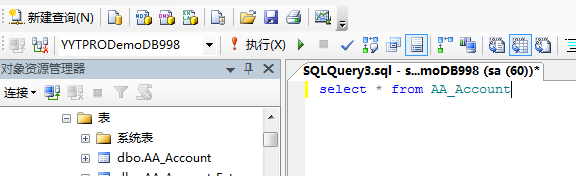 新建查询(N)
YYTPRODemoDB998
执行(X)
对象资源管理器
连接
表
系统表
dbo.AA_Account
SQLQuery3.sql - s...moDB998 (sa (60))*
select * from AA_Account